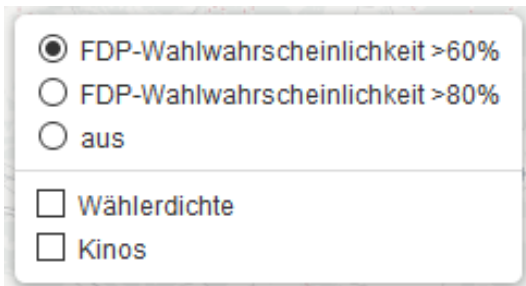 FDP-Wahlwahrscheinlichkeit >60%
FDP-Wahlwahrscheinlichkeit >80%
aus
Wählerdichte
Kinos